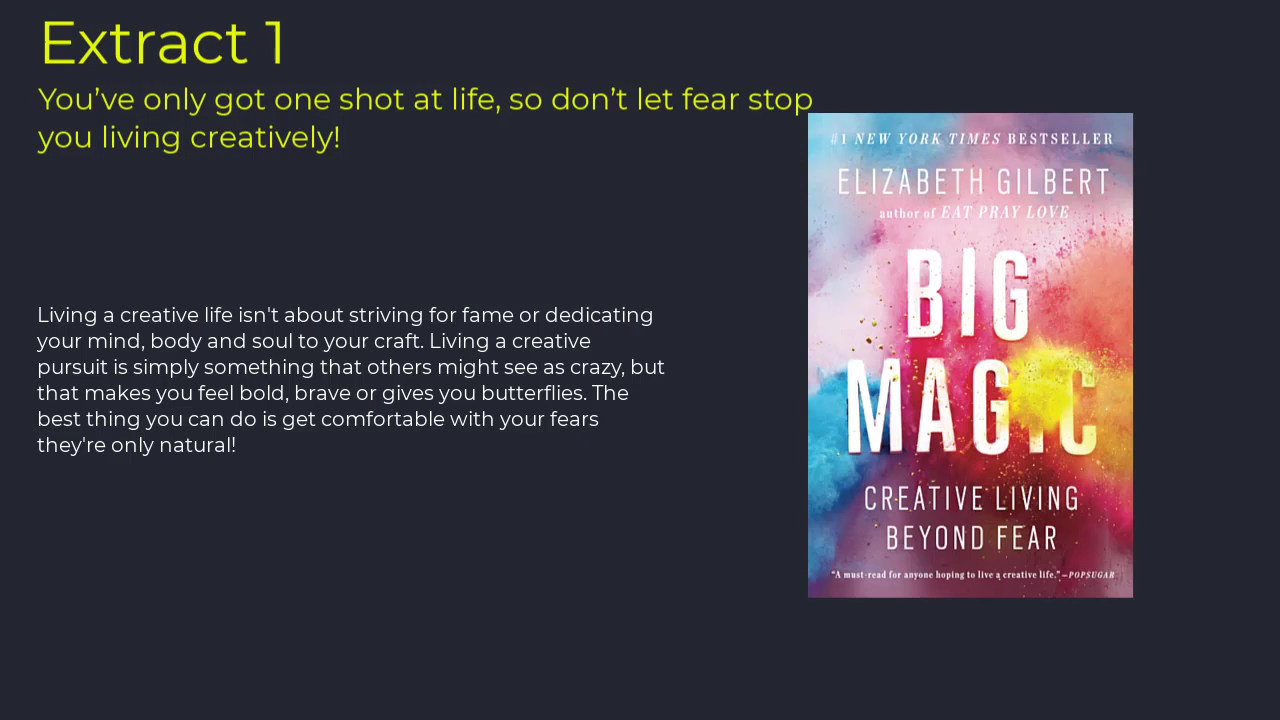 Extract 1
You’ve only got one shot at life, so don’t let fear stop
you living creatively!
Living a creative life isn't about striving for fame or dedicating
your mind, body and soul to your craft. Living a creative
pursuit is simply something that others might see as crazy, but
that makes you feel bold, brave or gives you butterflies. The
best thing you can do is get comfortable with your fears
they're only natural!
#1 NEW YORK TIMES BESTSELLER
ELIZABETH GILBERT
author of EAT PRAY LOVE
BIG
MAGIC
CREATIVE LIVING
BEYOND FEAR
“A must-read for anyone hoping to live a creative life.” —POPSUGAR